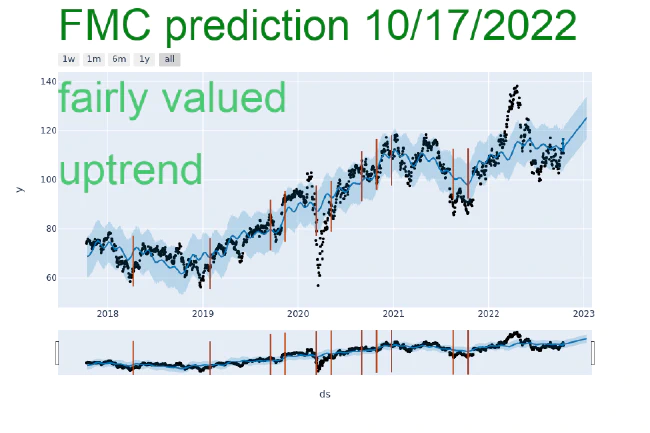 FMC prediction 10/17/2022
1w 1m 6m 1y all
fairly valued
uptrend
140
120
100
80
60
y
2018 2019 2020 2021 2022 2023
ds